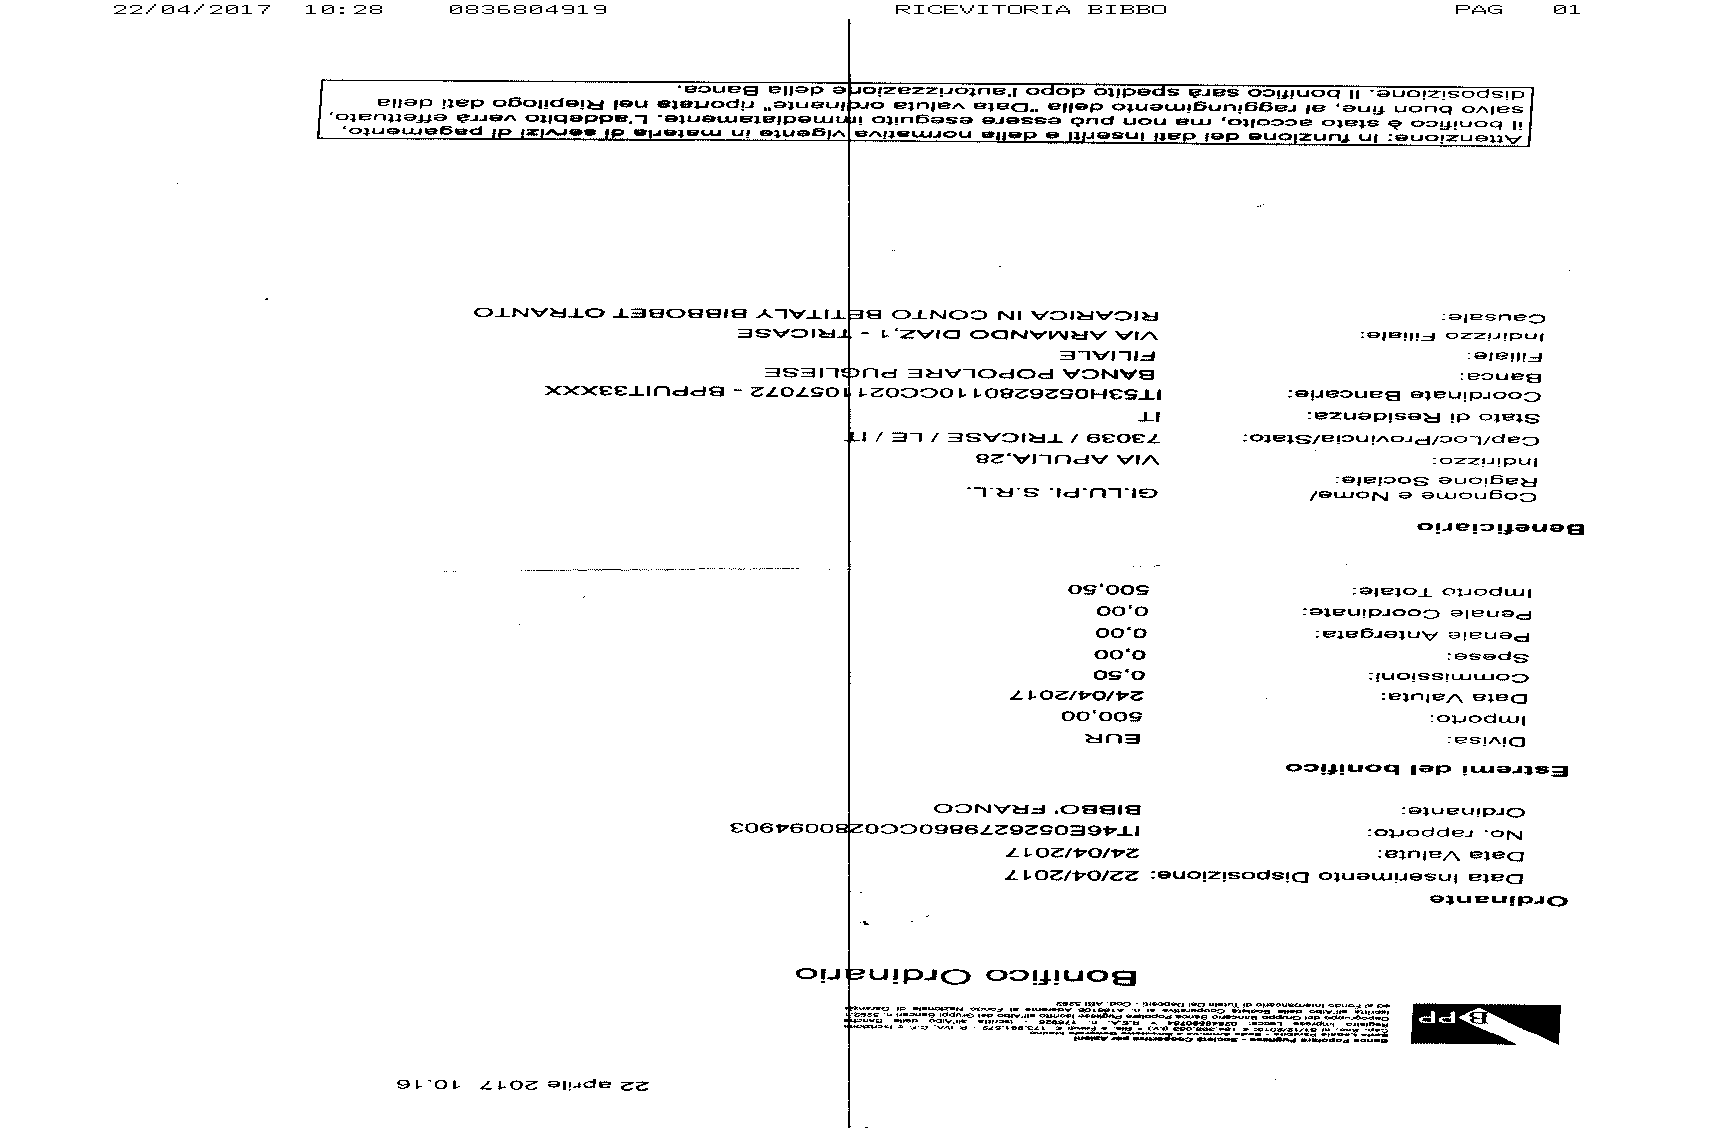 22/04/2017 10:28 0836804919 RICEVITORIA BIBBO PAG 01
22 aprile 2017 10.16
BPP
Banca Popolare Pugliese - Società Cooperativa per Azioni
Bonifico Ordinario
Ordinante
Data Inserimento Disposizione: 22/04/2017
Data Valuta: 24/04/2017
No. rapporto: IT46E0526279860CC0280094903
Ordinante: BIBBO' FRANCO
Estremi del bonifico
Divisa: EUR
Importo: 500,00
Data Valuta: 24/04/2017
Commissioni: 0,50
Spese: 0,00
Penale Antergata: 0,00
Penale Coordinate: 0,00
Importo Totale: 500,50
Beneficiario
Cognome e Nome/
Ragione Sociale: GI.LU.PI. S.R.L.
Indirizzo: VIA APULIA,28
Cap/Loc/Provincia/Stato: 73039 / TRICASE / LE / IT
Stato di Residenza: IT
Coordinate Bancarie: IT53H0526280110CC0211057072 - BPPUIT33XXX
Banca: BANCA POPOLARE PUGLIESE
Filiale: FILIALE
Indirizzo Filiale: VIA ARMANDO DIAZ,1 - TRICASE
Causale: RICARICA IN CONTO BETITALY BIBBOBET OTRANTO
Attenzione: In funzione dei dati inseriti e della normativa vigente in materia di servizi di pagamento,
il bonifico è stato accolto, ma non può essere eseguito immediatamente. L'addebito verrà effettuato,
salvo buon fine, al raggiungimento della "Data valuta ordinante" riportata nel Riepilogo dati della
disposizione. Il bonifico sarà spedito dopo l'autorizzazione della Banca.